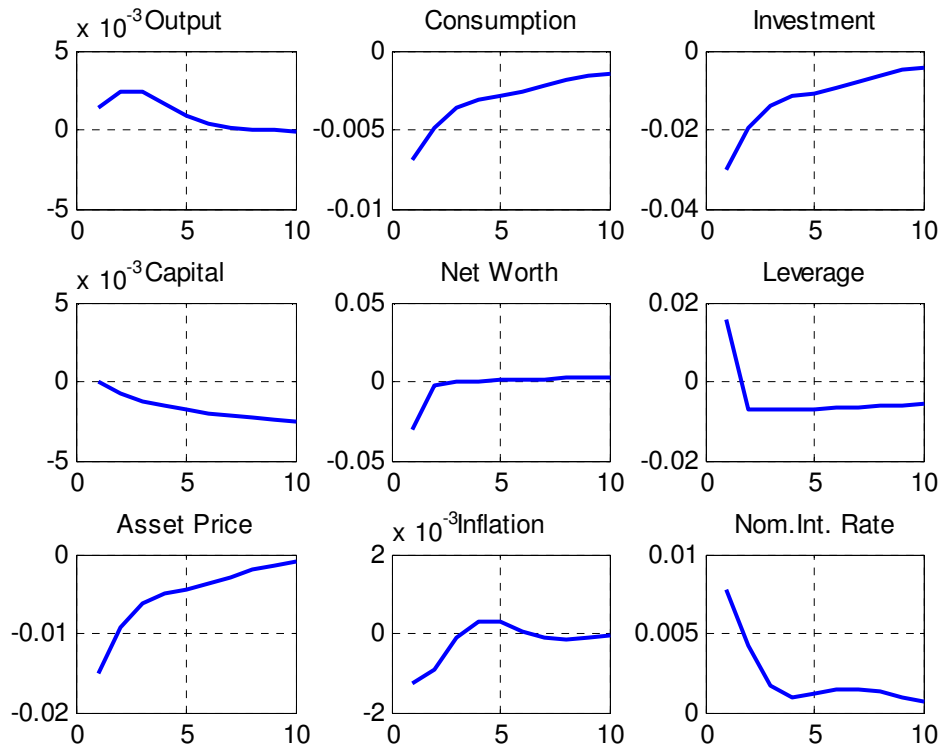 x 10-3 Output
5
0
-5
0 5 10
Consumption
0
-0.005
-0.01
0 5 10
Investment
0
-0.02
-0.04
0 5 10
x 10-3 Capital
5
0
-5
0 5 10
Net Worth
0.05
0
-0.05
0 5 10
Leverage
0.02
0
-0.02
0 5 10
Asset Price
0
-0.01
-0.02
0 5 10
x 10-3 Inflation
2
0
-2
0 5 10
Nom.Int. Rate
0.01
0.005
0
0 5 10